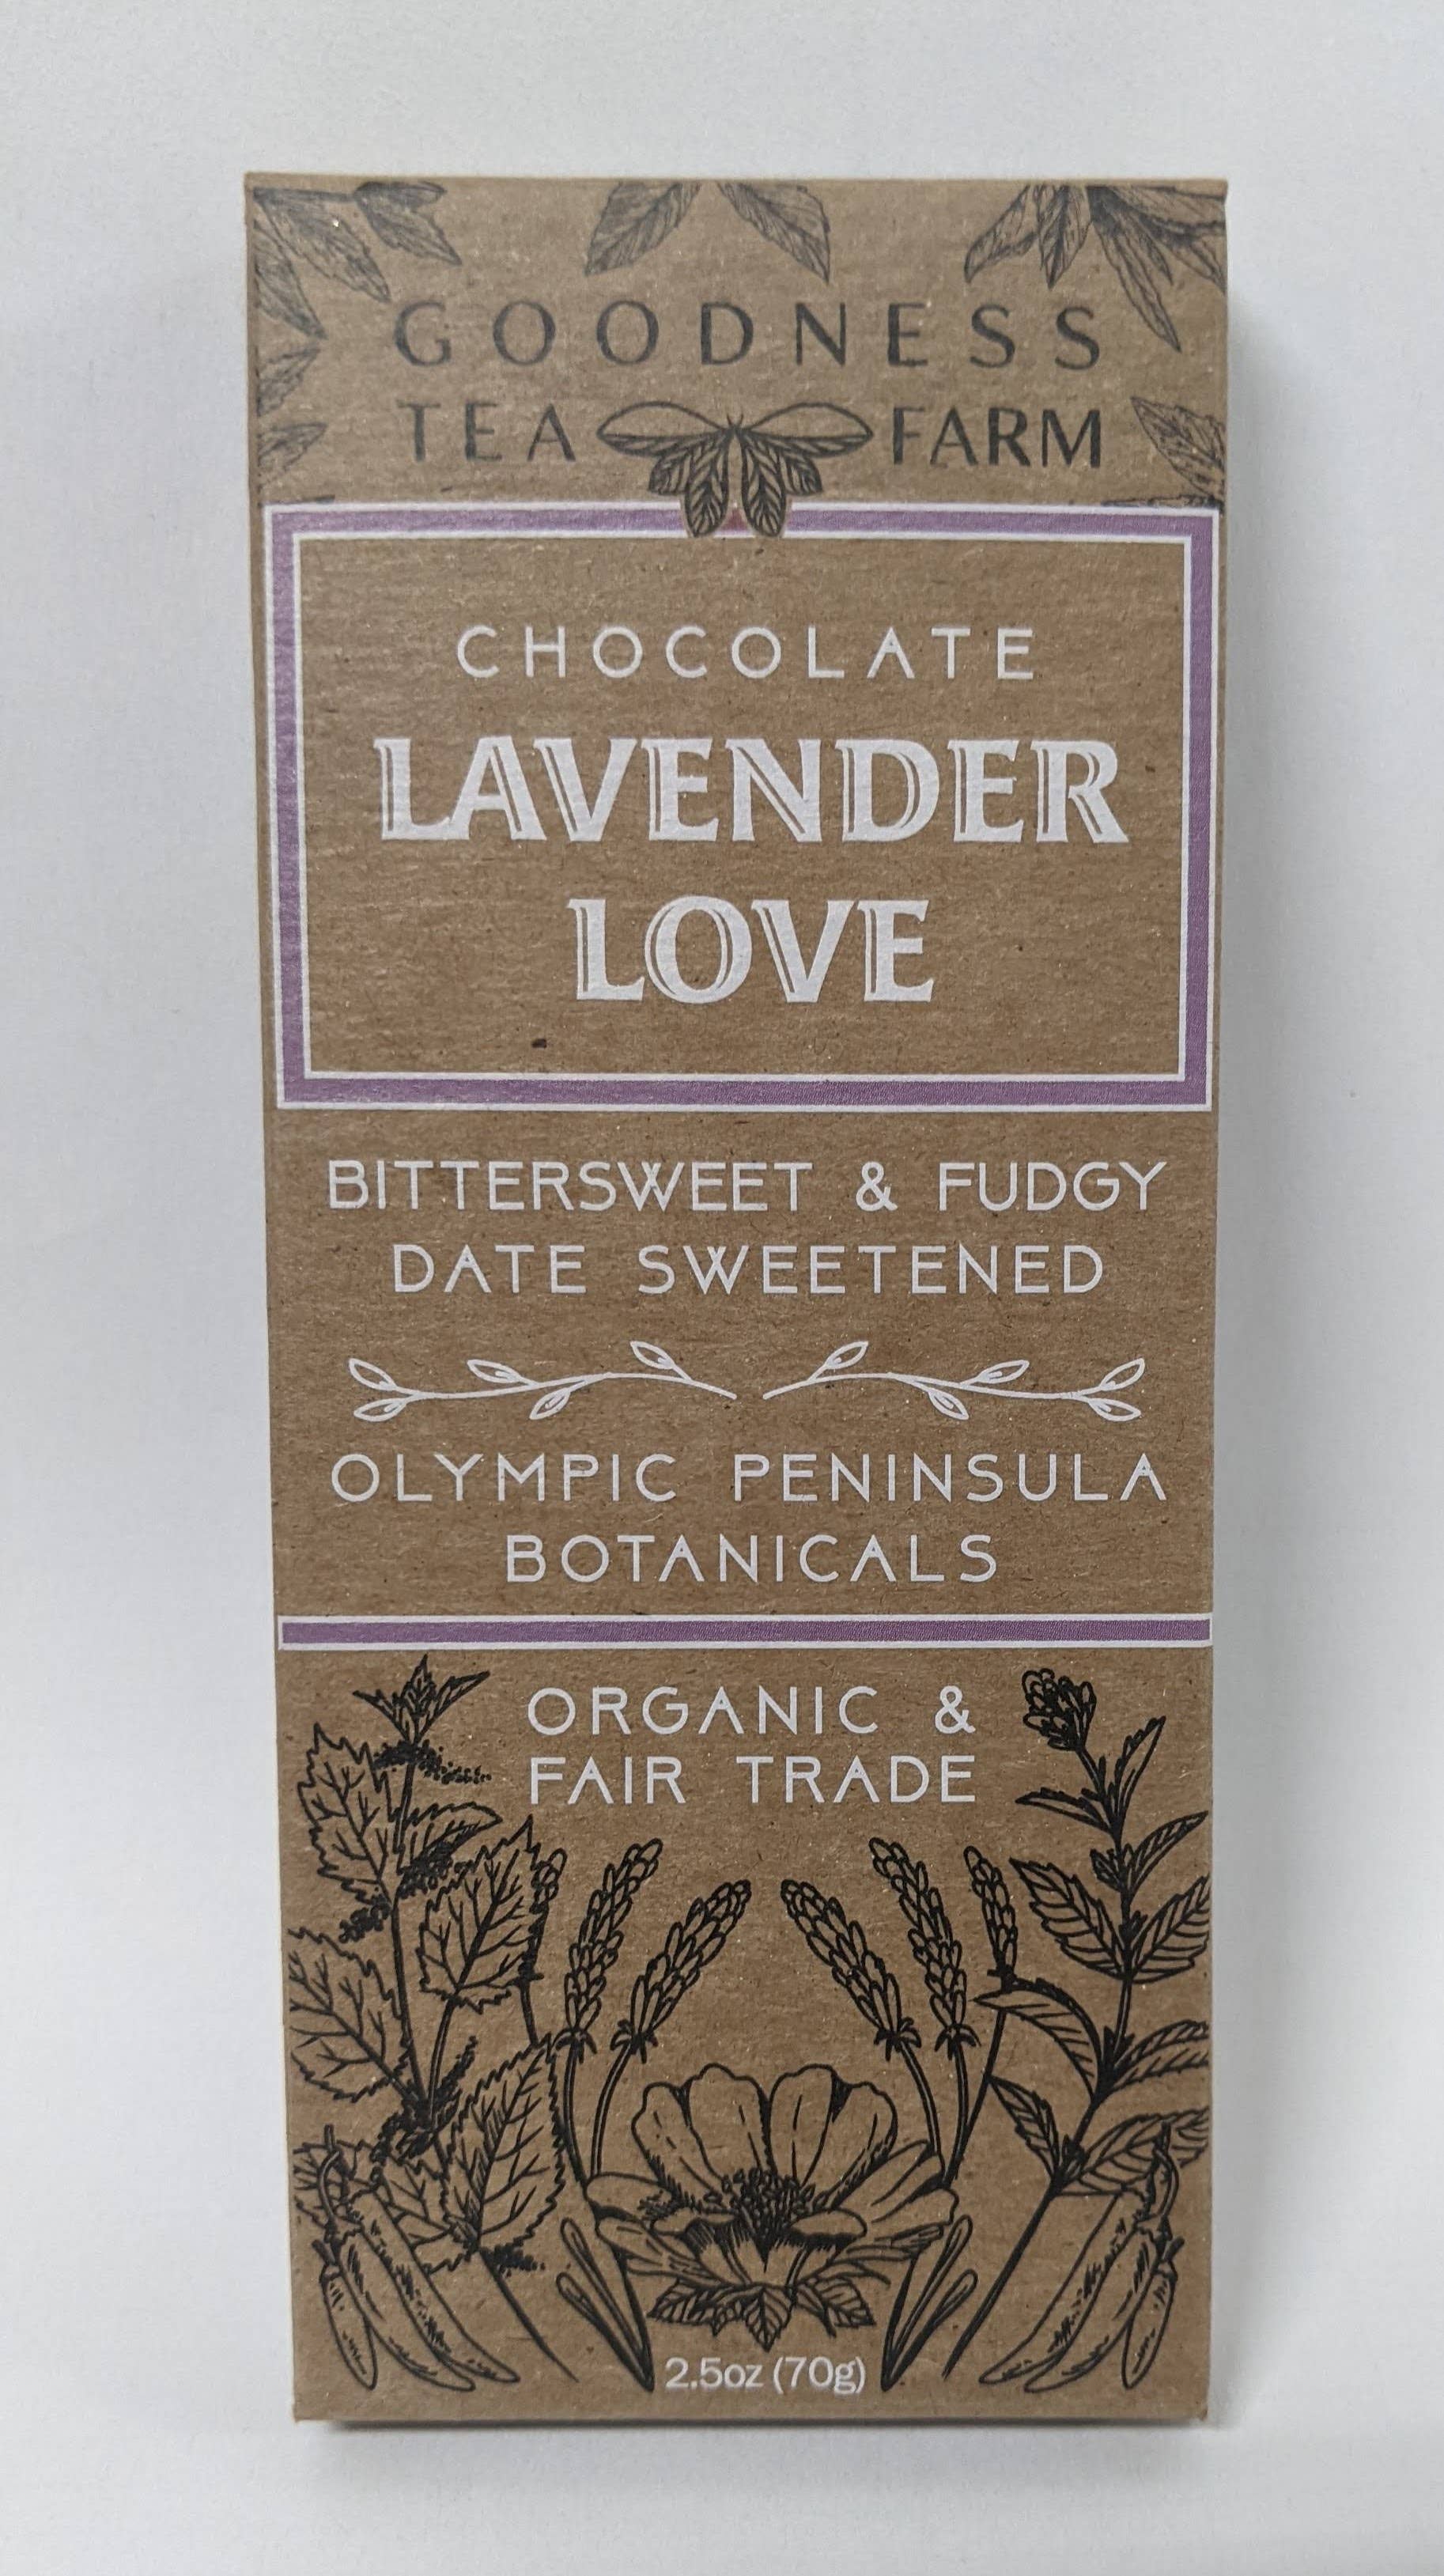 GOODNESS
TEA FARM
CHOCOLATE
LAVENDER
LOVE
BITTERSWEET & FUDGY
DATE SWEETENED
OLYMPIC PENINSULA
BOTANICALS
ORGANIC &
FAIR TRADE
2.5oz (70g)